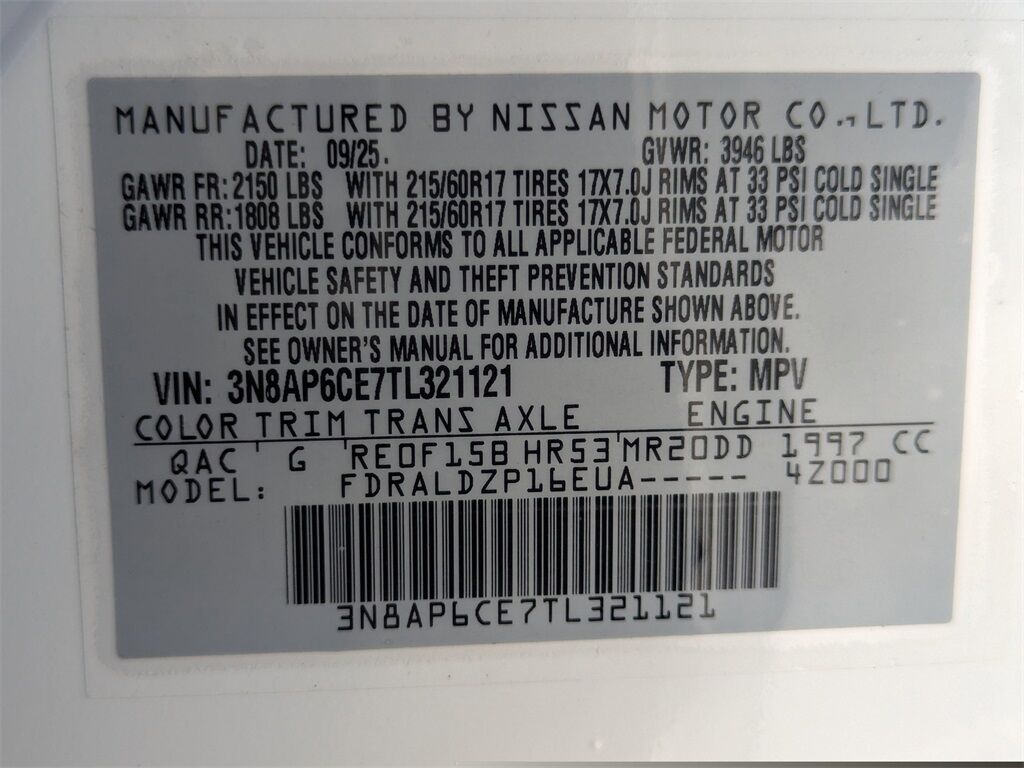 MANUFACTURED BY NISSAN MOTOR CO., LTD.
DATE: 09/25. GVWR: 3946 LBS
GAWR FR: 2150 LBS WITH 215/60R17 TIRES 17X7.0J RIMS AT 33 PSI COLD SINGLE
GAWR RR: 1808 LBS WITH 215/60R17 TIRES 17X7.0J RIMS AT 33 PSI COLD SINGLE
THIS VEHICLE CONFORMS TO ALL APPLICABLE FEDERAL MOTOR
VEHICLE SAFETY AND THEFT PREVENTION STANDARDS
IN EFFECT ON THE DATE OF MANUFACTURE SHOWN ABOVE.
SEE OWNER'S MANUAL FOR ADDITIONAL INFORMATION.
VIN: 3N8AP6CE7TL321121 TYPE: MPV
COLOR TRIM TRANS AXLE ENGINE
QAC G RE0F15B HR53 MR20DD 1997 CC
MODEL: FDRALDZP16EUA----- 4Z000
3N8AP6CE7TL321121